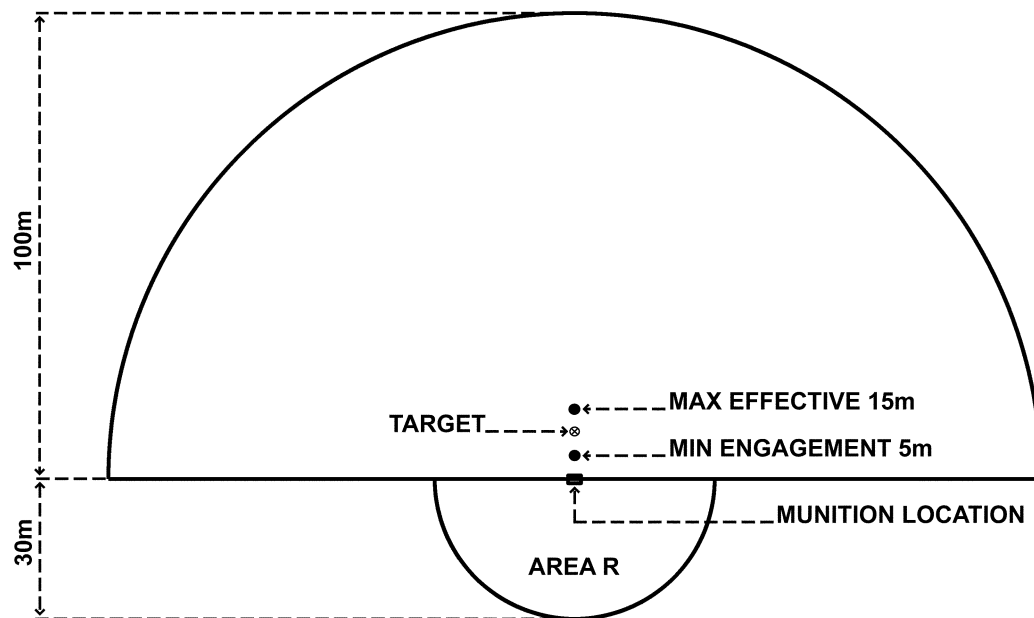 100m
MAX EFFECTIVE 15m
TARGET
MIN ENGAGEMENT 5m
MUNITION LOCATION
30m
AREA R